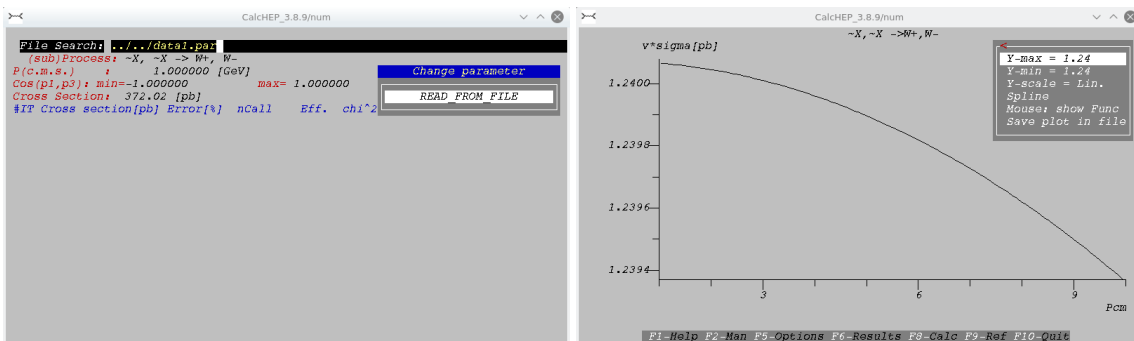 CalcHEP_3.8.9/num
File Search: ../../data1.par
(sub)Process: ~X, ~X -> W+, W-
P(c.m.s.) : 1.000000 [GeV]
Cos(p1,p3): min=-1.000000 max= 1.000000
Cross Section: 372.02 [pb]
#IT Cross section[pb] Error[%] nCall Eff. chi^2
Change parameter
READ_FROM_FILE
CalcHEP_3.8.9/num
~X,~X ->W+,W-
v*sigma[pb]
<
Y-max = 1.24
Y-min = 1.24
Y-scale = Lin.
Spline
Mouse: show Func
Save plot in file
1.2400
1.2398
1.2396
1.2394
3 6 9
Pcm
F1-Help F2-Man F5-Options F6-Results F8-Calc F9-Ref F10-Quit